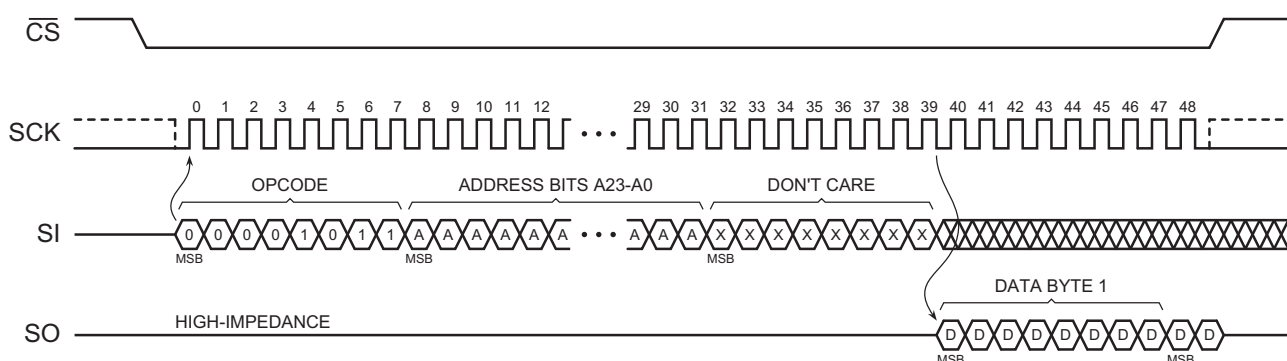 CS
0 1 2 3 4 5 6 7 8 9 10 11 12 29 30 31 32 33 34 35 36 37 38 39 40 41 42 43 44 45 46 47 48
SCK
OPCODE ADDRESS BITS A23-A0 DON'T CARE
SI 0 0 0 0 1 0 1 1 A A A A A A A A A X X X X X X X X
MSB MSB MSB
DATA BYTE 1
HIGH-IMPEDANCE
SO D D D D D D D D D D
MSB MSB